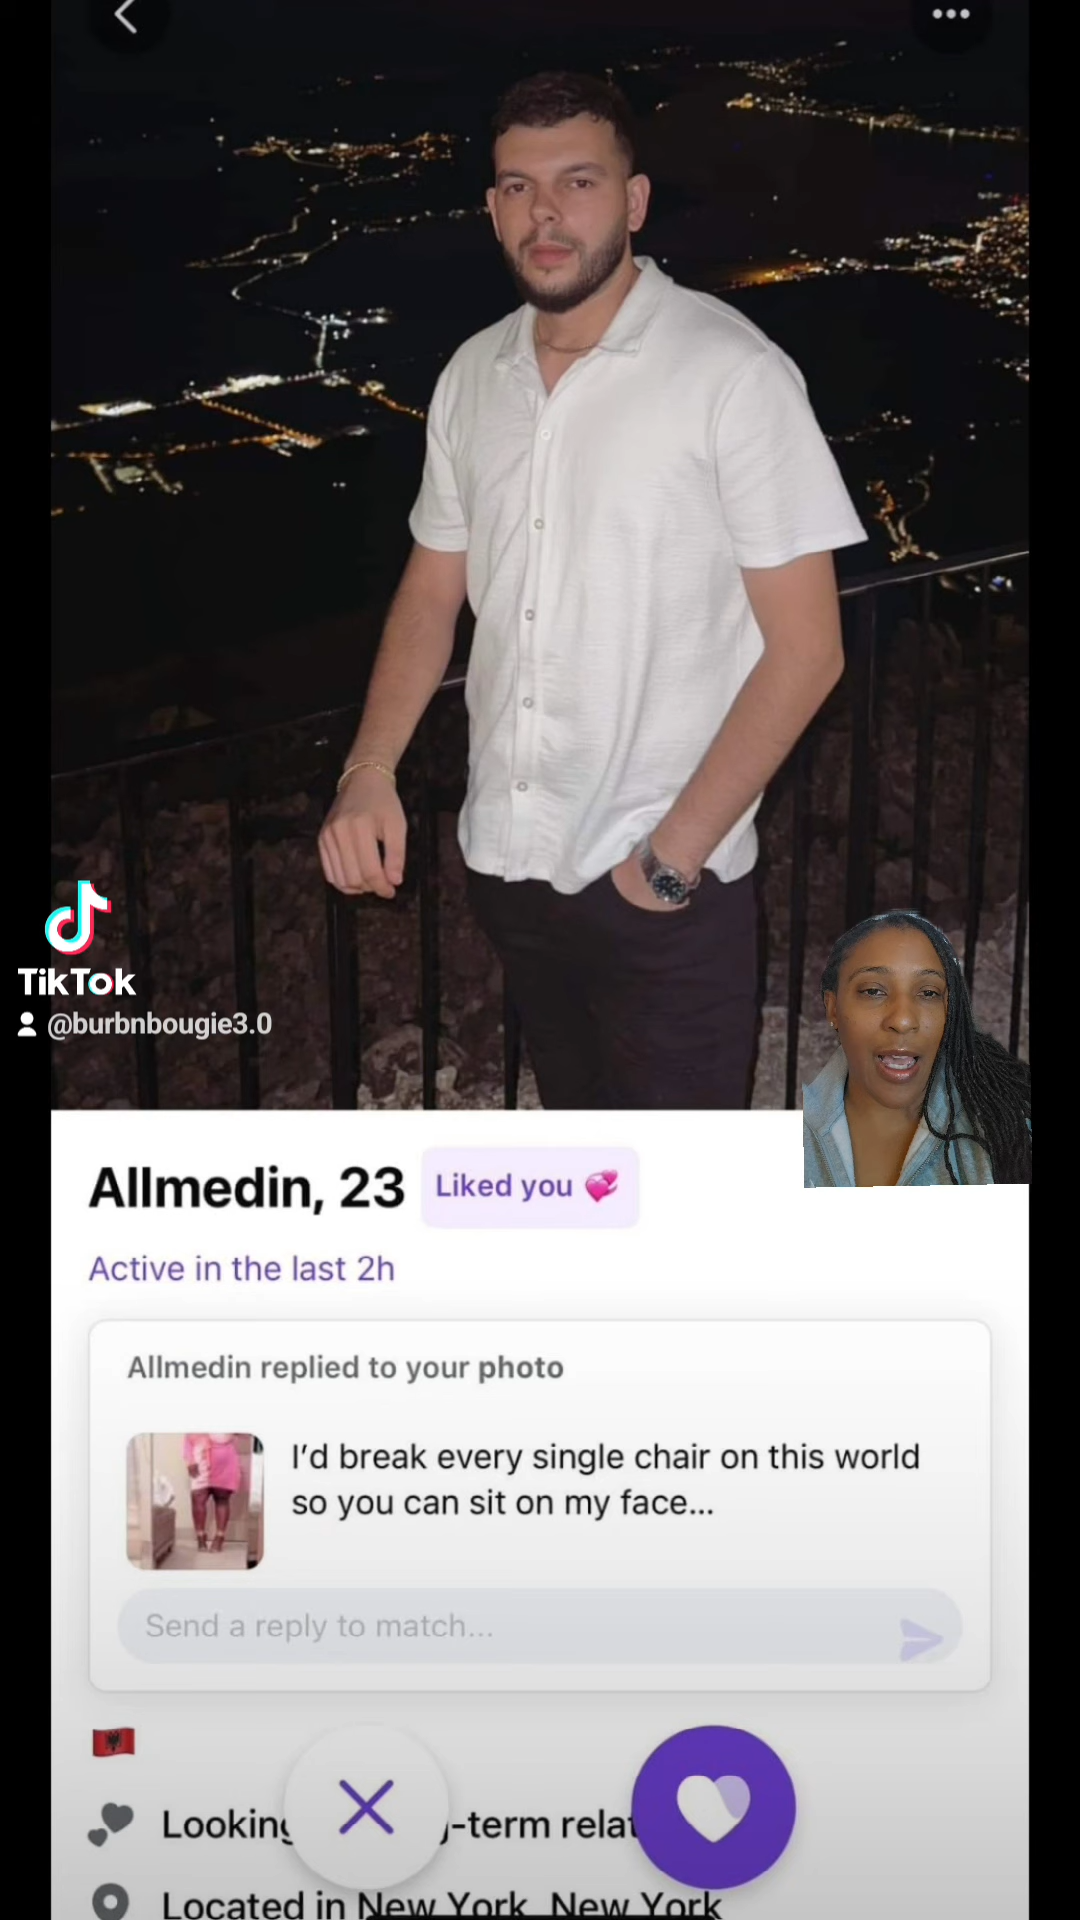 TikTok
@burbnbougie3.0
Allmedin, 23
Liked you
Active in the last 2h
Allmedin replied to your photo
I'd break every single chair on this world
so you can sit on my face...
Send a reply to match...
Looking -term relat
Located in New York, New York